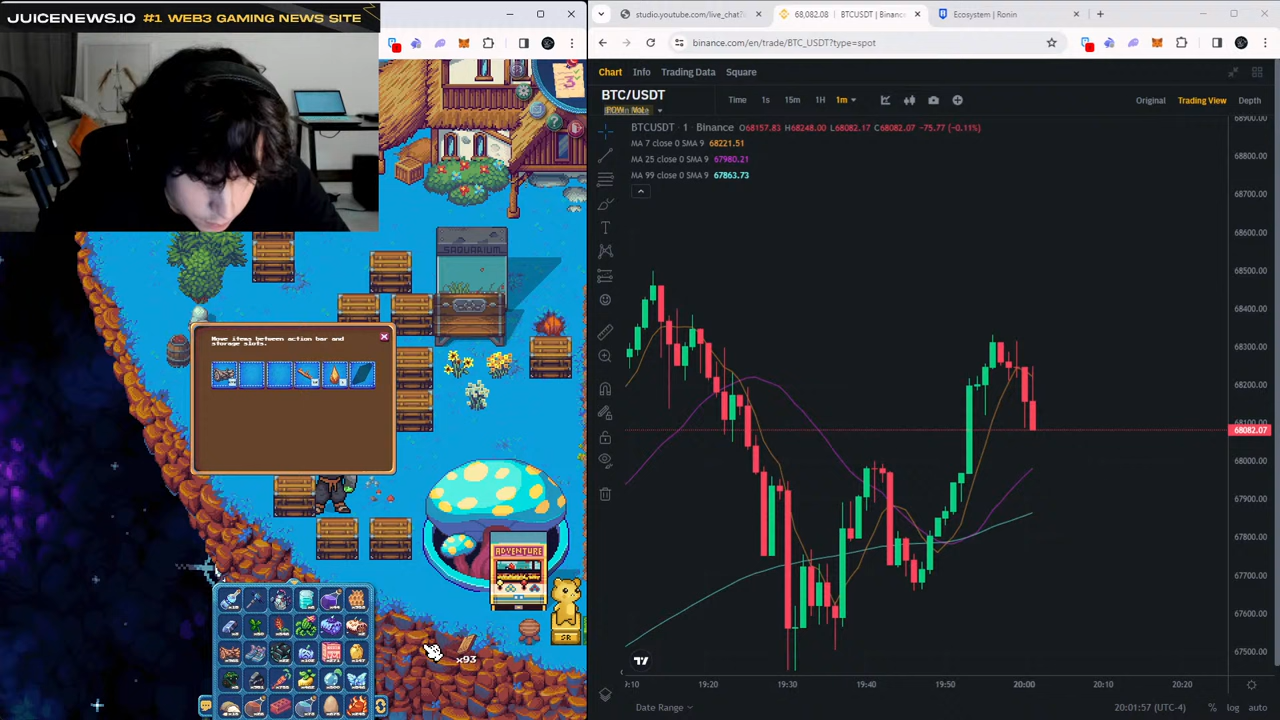 JUICENEWS.IO #1 WEB3 GAMING NEWS SITE
studio.youtube.com/live_chat?
68,082.08 | BTCUSDT | Binance
Ecosystem | Ronin
binance.com/en/trade/BTC_USDT?type=spot
Chart Info Trading Data Square
BTC/USDT
Time 1s 15m 1H 1m
Original Trading View Depth
BTCUSDT · 1 · Binance O68157.83 H68248.00 L68082.17 C68082.07 -75.77 (-0.11%)
MA 7 close 0 SMA 9 68221.51
MA 25 close 0 SMA 9 67980.21
MA 99 close 0 SMA 9 67863.73
68900.00
68800.00
68700.00
68600.00
68500.00
68400.00
68300.00
68200.00
68100.00
68082.07
68000.00
67900.00
67800.00
67700.00
67600.00
67500.00
SAQUARIUM
Move items between action bar and
storage slots.
ADVENTURE
SR
x93
:10 19:20 19:30 19:40 19:50 20:00 20:10 20:20
Date Range
20:01:57 (UTC-4) % log auto